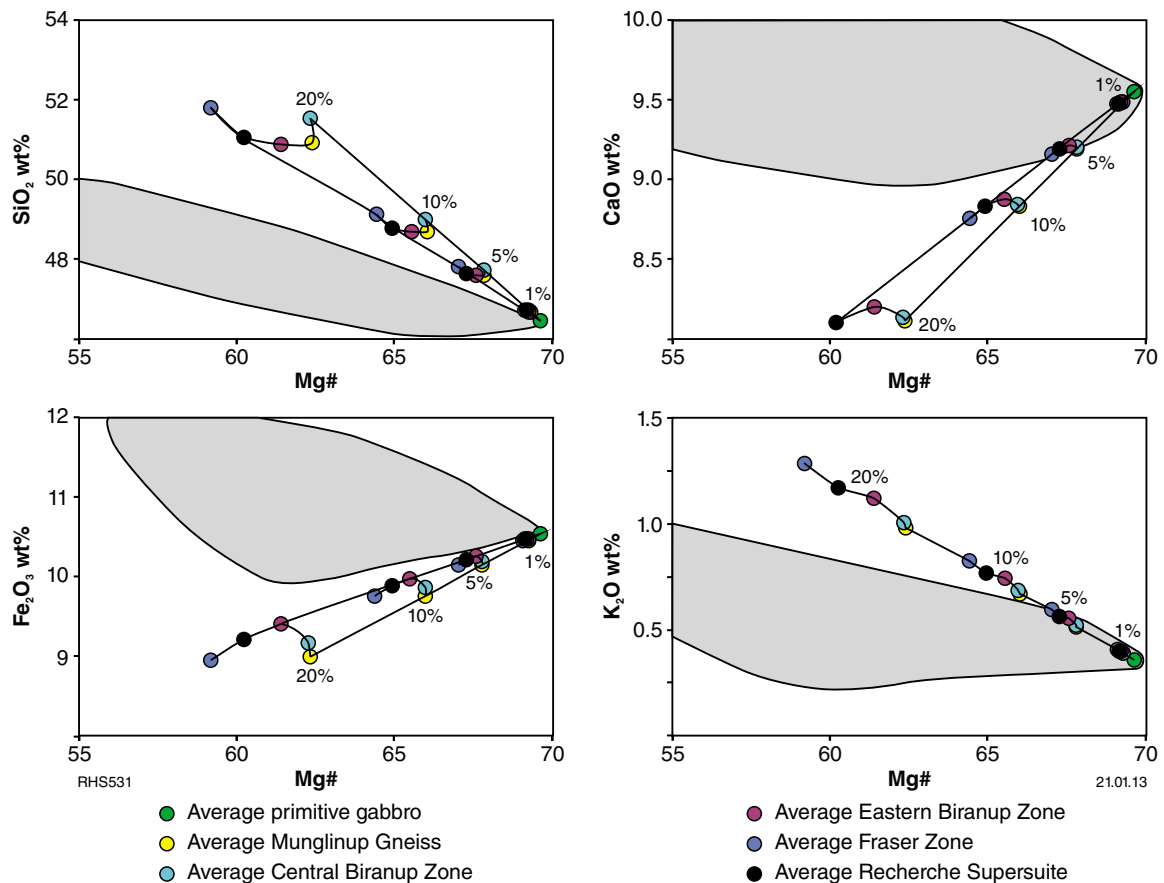 54
52
50
48
SiO2 wt%
20%
10%
5%
1%
55 60 65 70
Mg#
10.0
9.5
9.0
8.5
CaO wt%
1%
5%
10%
20%
55 60 65 70
Mg#
12
11
10
9
Fe2O3 wt%
1%
5%
10%
20%
55 60 65 70
Mg#
1.5
1.0
0.5
K2O wt%
20%
10%
5%
1%
55 60 65 70
Mg#
RHS531
21.01.13
Average primitive gabbro
Average Munglinup Gneiss
Average Central Biranup Zone
Average Eastern Biranup Zone
Average Fraser Zone
Average Recherche Supersuite